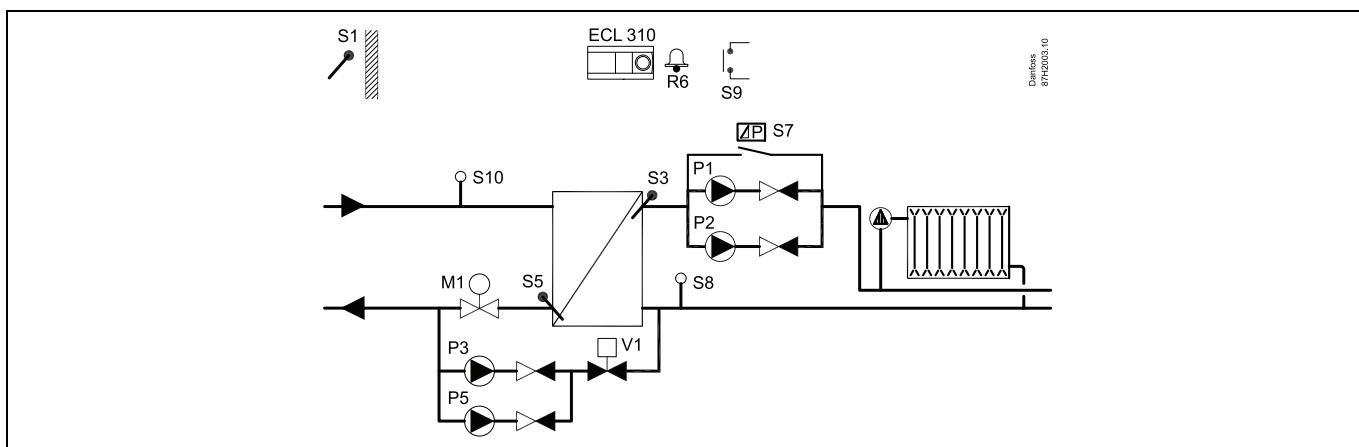 S1
ECL 310
R6
S9
Danfoss
87H2003.10
S10
S3
P1
P2
⊿P
S7
M1
S5
S8
P3
P5
V1